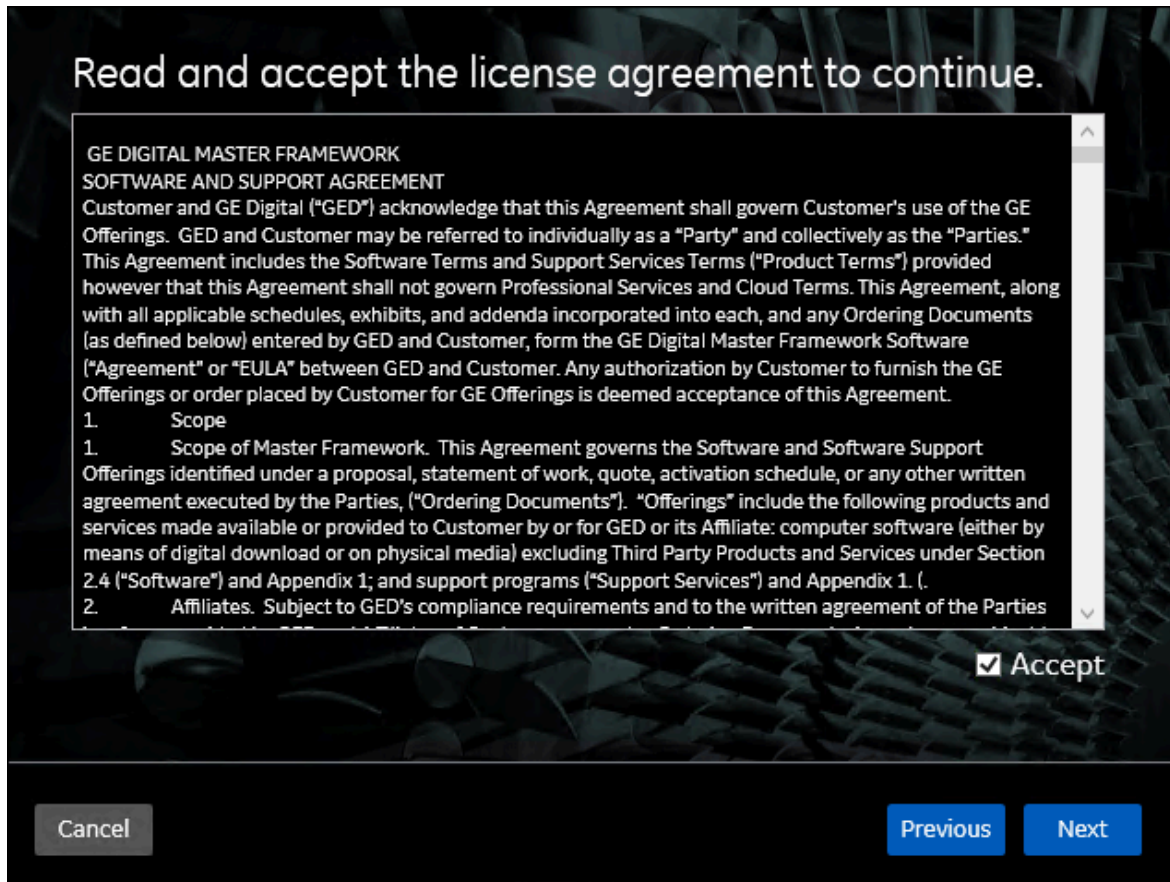 Read and accept the license agreement to continue.
GE DIGITAL MASTER FRAMEWORK
SOFTWARE AND SUPPORT AGREEMENT
Customer and GE Digital ("GED") acknowledge that this Agreement shall govern Customer's use of the GE
Offerings.  GED and Customer may be referred to individually as a "Party" and collectively as the "Parties."
This Agreement includes the Software Terms and Support Services Terms ("Product Terms") provided
however that this Agreement shall not govern Professional Services and Cloud Terms. This Agreement, along
with all applicable schedules, exhibits, and addenda incorporated into each, and any Ordering Documents
(as defined below) entered by GED and Customer, form the GE Digital Master Framework Software
("Agreement" or "EULA" between GED and Customer. Any authorization by Customer to furnish the GE
Offerings or order placed by Customer for GE Offerings is deemed acceptance of this Agreement.
1. Scope
1. Scope of Master Framework.  This Agreement governs the Software and Software Support
Offerings identified under a proposal, statement of work, quote, activation schedule, or any other written
agreement executed by the Parties, ("Ordering Documents").  "Offerings" include the following products and
services made available or provided to Customer by or for GED or its Affiliate: computer software (either by
means of digital download or on physical media) excluding Third Party Products and Services under Section
2.4 ("Software") and Appendix 1; and support programs ("Support Services") and Appendix 1. (.
2. Affiliates.  Subject to GED's compliance requirements and to the written agreement of the Parties
Accept
Cancel
Previous
Next